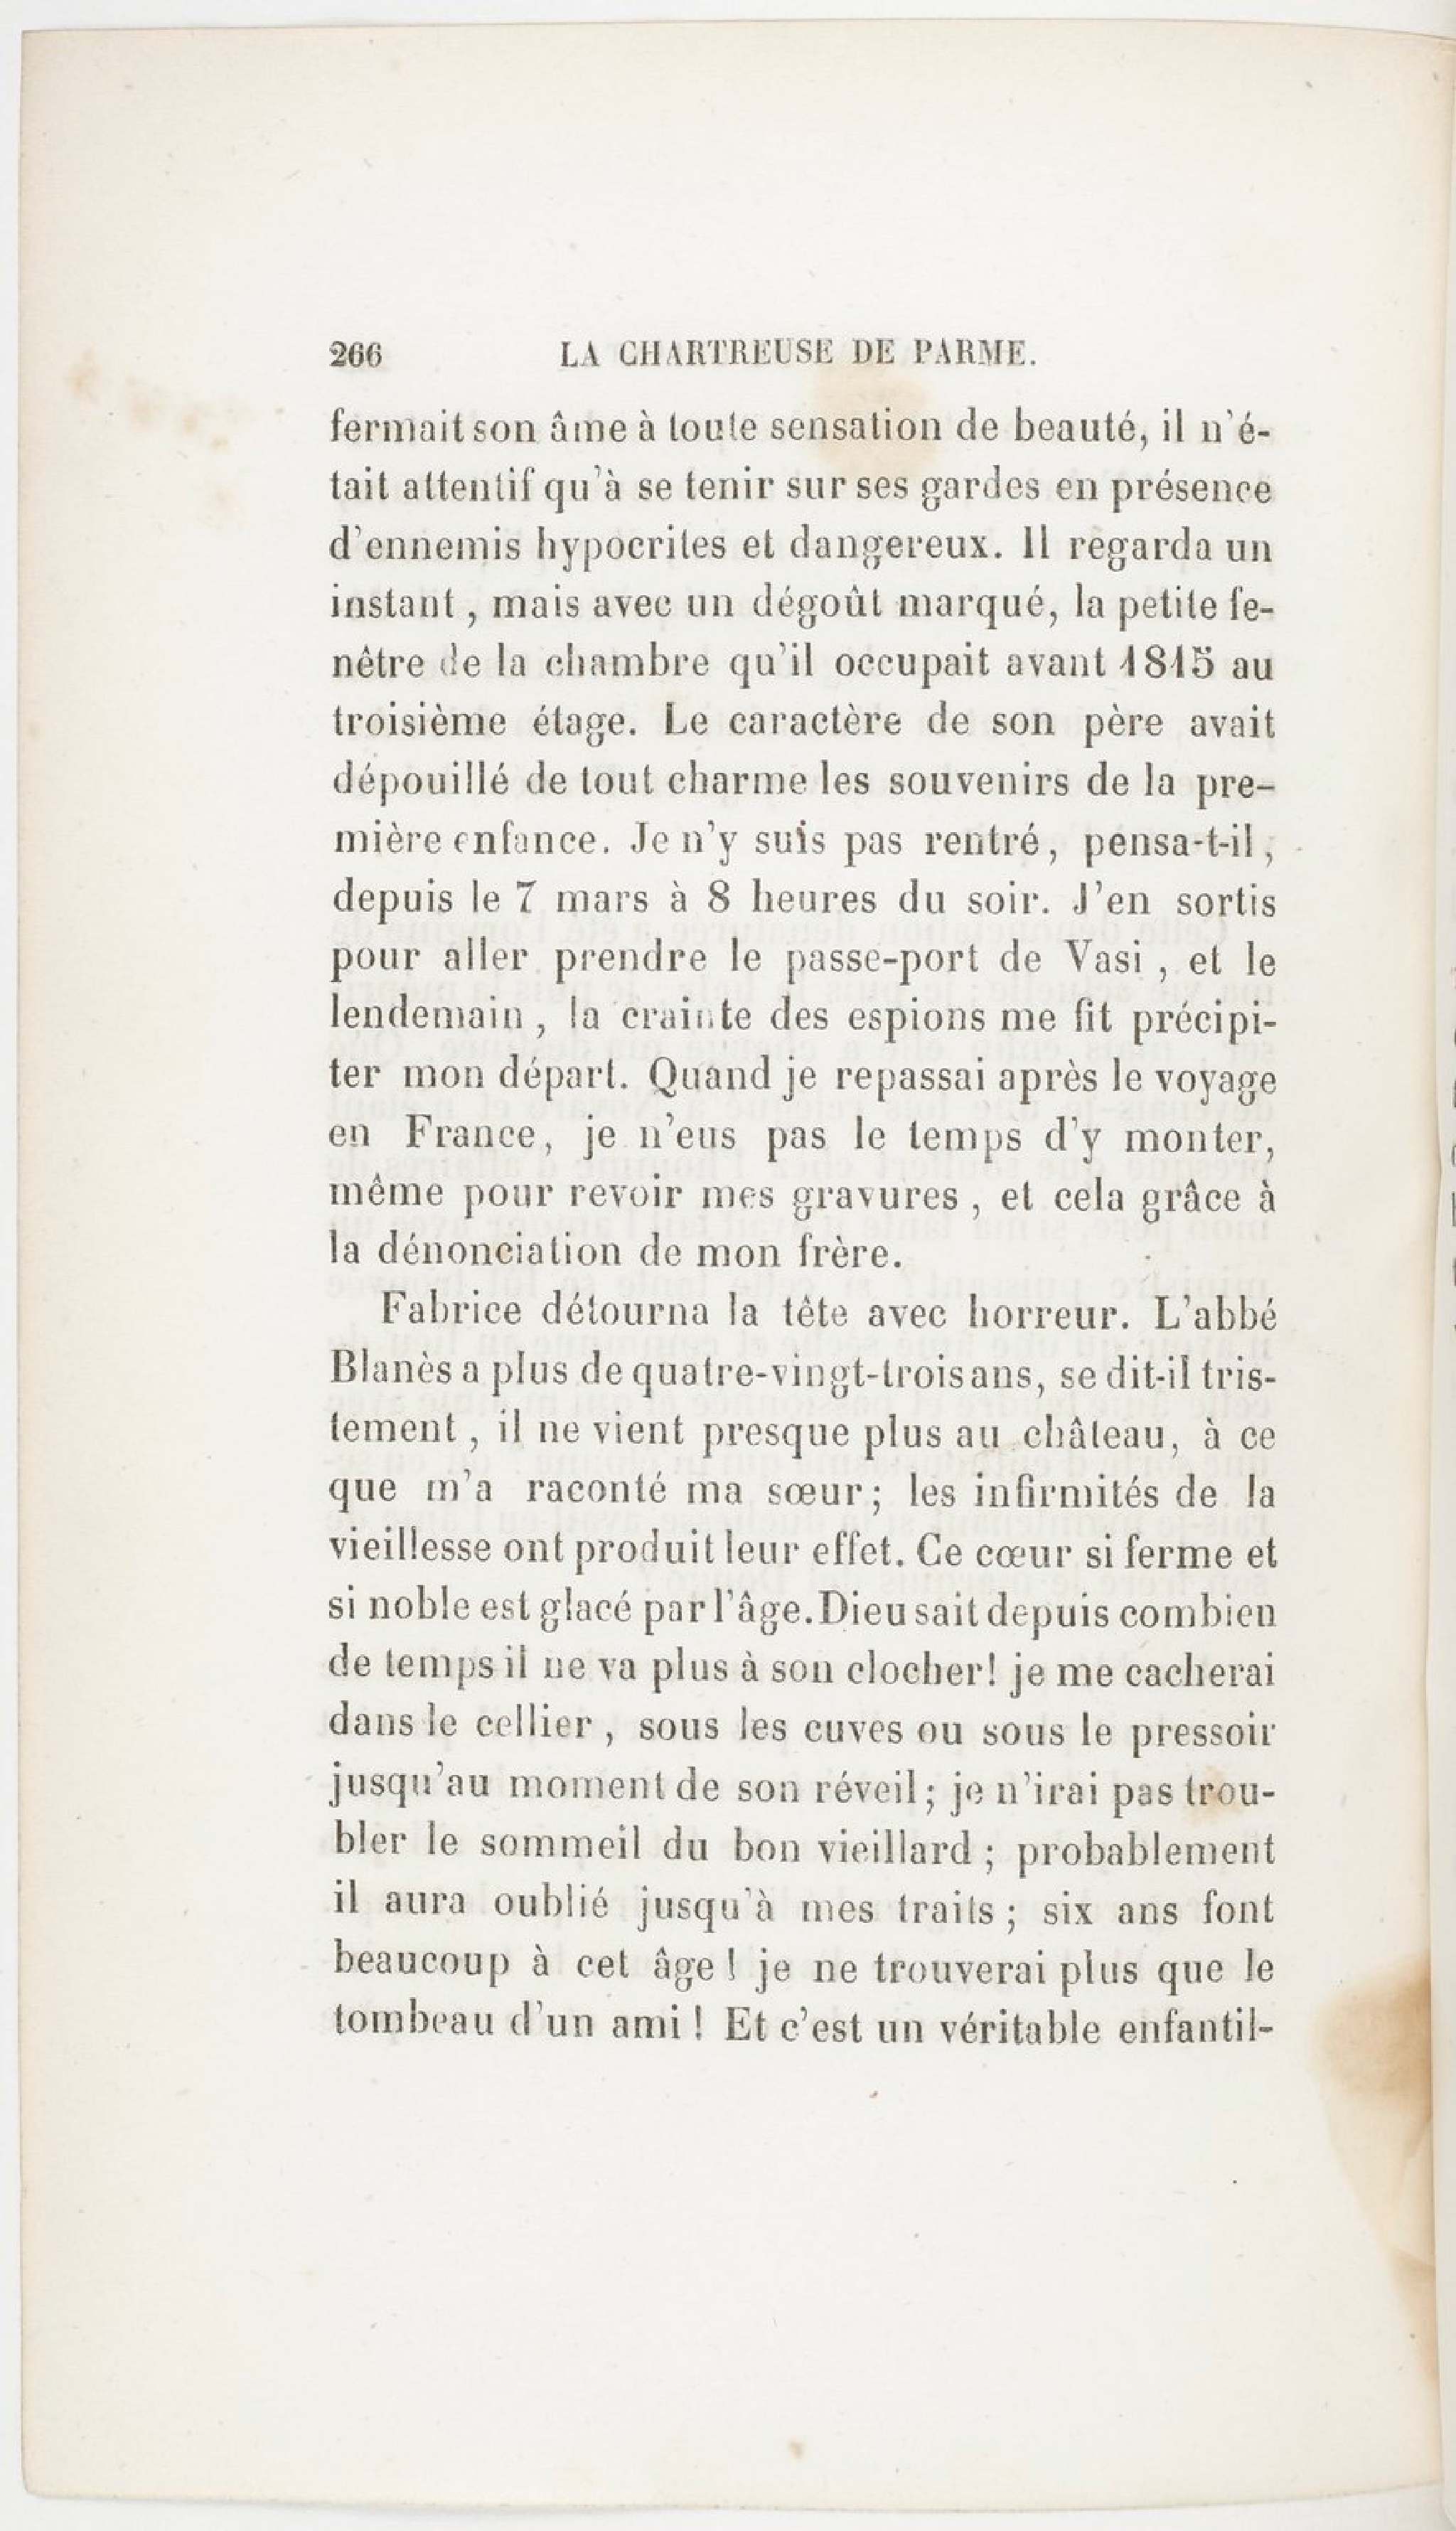 266 LA CHARTREUSE DE PARME.
fermait son âme à toute sensation de beauté, il n'é-
tait attentif qu'à se tenir sur ses gardes en présence
d'ennemis hypocrites et dangereux. Il regarda un
instant, mais avec un dégoût marqué, la petite fe-
nêtre de la chambre qu'il occupait avant 1815 au
troisième étage. Le caractère de son père avait
dépouillé de tout charme les souvenirs de la pre-
mière enfance. Je n'y suis pas rentré, pensa-t-il,
depuis le 7 mars à 8 heures du soir. J'en sortis
pour aller prendre le passe-port de Vasi, et le
lendemain, la crainte des espions me fit précipi-
ter mon départ. Quand je repassai après le voyage
en France, je n'eus pas le temps d'y monter,
même pour revoir mes gravures, et cela grâce à
la dénonciation de mon frère.
Fabrice détourna la tête avec horreur. L'abbé
Blanès a plus de quatre-vingt-trois ans, se dit-il tris-
tement, il ne vient presque plus au château, à ce
que m'a raconté ma sœur; les infirmités de la
vieillesse ont produit leur effet. Ce cœur si ferme et
si noble est glacé par l'âge. Dieu sait depuis combien
de temps il ne va plus à son clocher! je me cacherai
dans le cellier, sous les cuves ou sous le pressoir
jusqu'au moment de son réveil; je n'irai pas trou-
bler le sommeil du bon vieillard; probablement
il aura oublié jusqu'à mes traits; six ans font
beaucoup à cet âge! je ne trouverai plus que le
tombeau d'un ami! Et c'est un véritable enfantil-